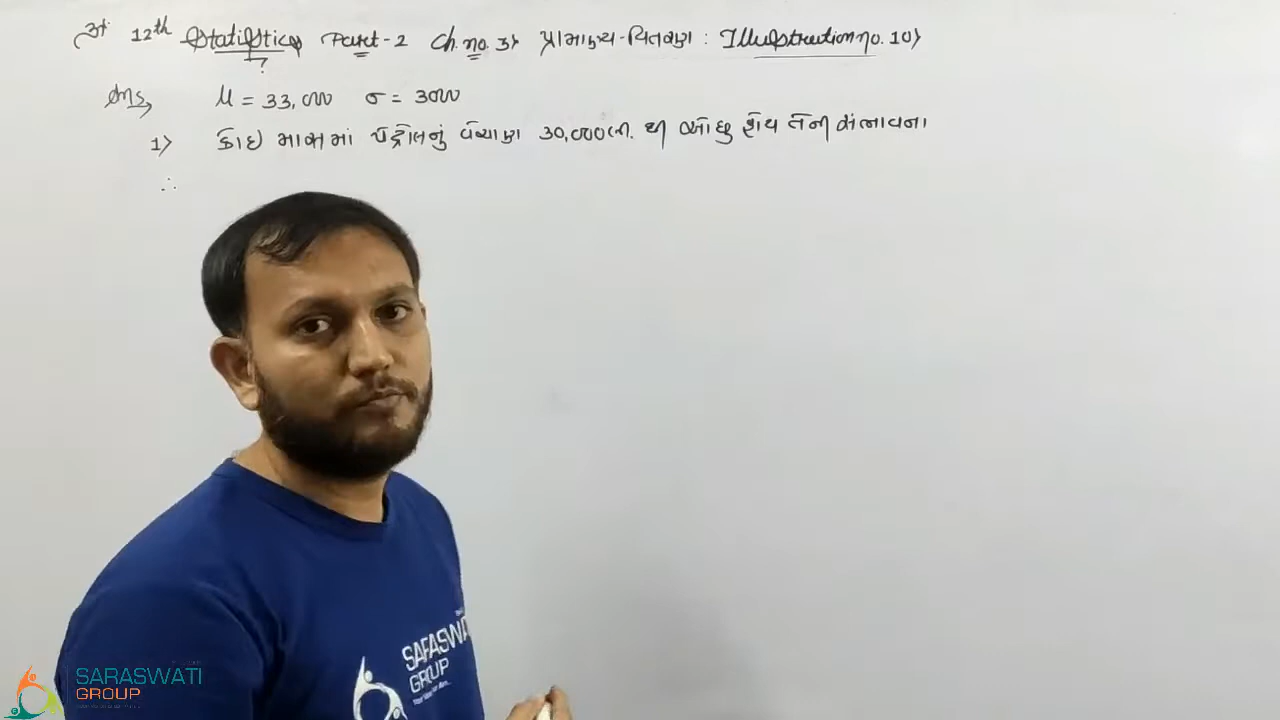 ૐ 12th Statistics Part-2 Ch. no. 3> પ્રામાણ્ય-વિતરણ : Illustration no. 10>
Ans, μ = 33,000 σ = 3000
1> કોઇ માસમાં પેટ્રોલનું વેચાણ 30,000 લી. થી ઓછુ હોય તેની સંભાવના
∴
SARASWATI
GROUP
SARASWA
GROUP